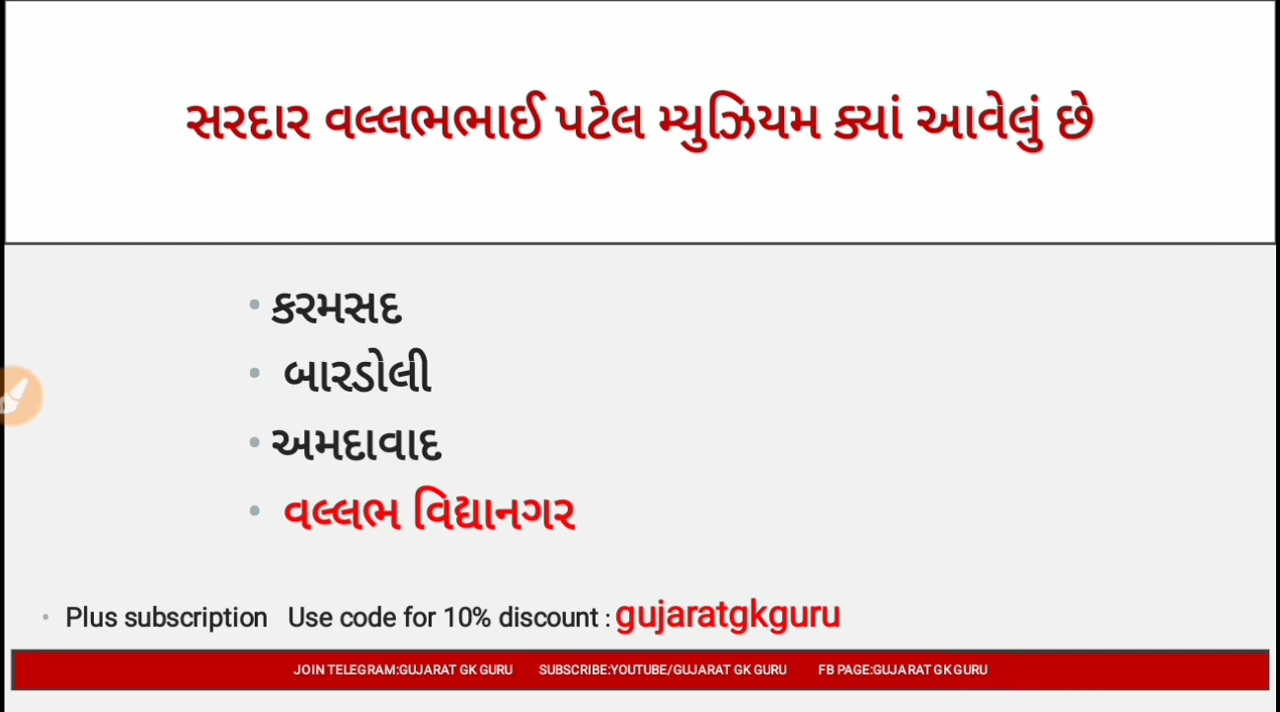 સરદાર વલ્લભભાઈ પટેલ મ્યુઝિયમ ક્યાં આવેલું છે
• કરમસદ
• બારડોલી
• અમદાવાદ
• વલ્લભ વિદ્યાનગર
• Plus subscription Use code for 10% discount : gujaratgkguru
JOIN TELEGRAM:GUJARAT GK GURU SUBSCRIBE:YOUTUBE/GUJARAT GK GURU FB PAGE:GUJARAT GK GURU